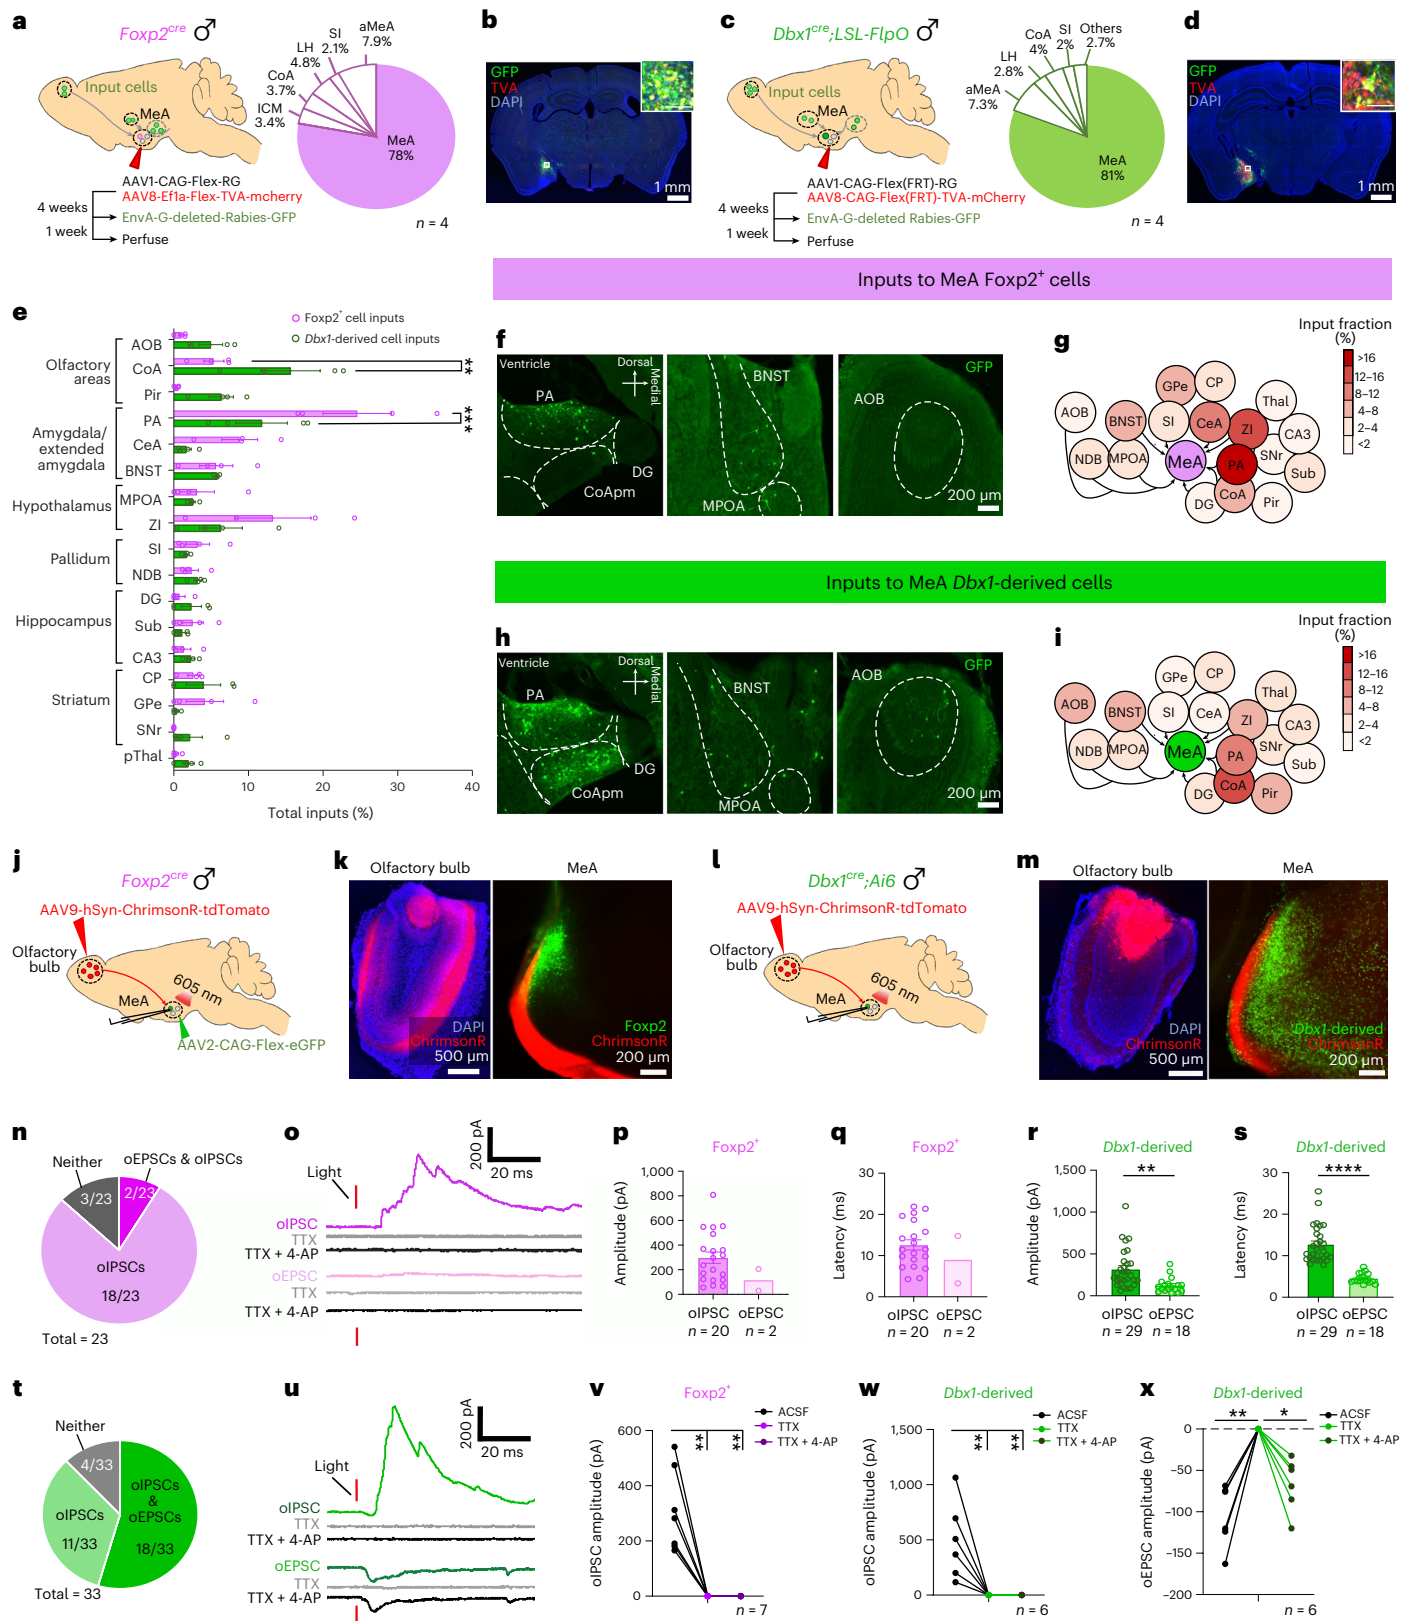 a
Foxp2cre ♂
Input cells
MeA
AAV1-CAG-Flex-RG
AAV8-Ef1a-Flex-TVA-mcherry
4 weeks
EnvA-G-deleted-Rabies-GFP
1 week
Perfuse
SI
2.1%
aMeA
7.9%
LH
4.8%
CoA
3.7%
ICM
3.4%
MeA
78%
n = 4
b
GFP
TVA
DAPI
1 mm
c
Dbx1cre;LSL-FlpO ♂
Input cells
MeA
AAV1-CAG-Flex(FRT)-RG
AAV8-CAG-Flex(FRT)-TVA-mCherry
4 weeks
EnvA-G-deleted-Rabies-GFP
1 week
Perfuse
CoA
4%
SI
2%
Others
2.7%
LH
2.8%
aMeA
7.3%
MeA
81%
n = 4
d
GFP
TVA
DAPI
1 mm
Inputs to MeA Foxp2+ cells
e
Foxp2+ cell inputs
Dbx1-derived cell inputs
Olfactory areas
AOB
CoA
Pir
Amygdala/
extended
amygdala
PA
CeA
BNST
Hypothalamus
MPOA
ZI
Pallidum
SI
NDB
Hippocampus
DG
Sub
CA3
Striatum
CP
GPe
SNr
pThal
**
***
0
10
20
30
40
Total inputs (%)
f
Ventricle
Dorsal
Medial
PA
DG
CoApm
BNST
MPOA
AOB
GFP
200 µm
g
Input fraction
(%)
>16
12–16
8–12
4–8
2–4
<2
AOB
NDB
BNST
MPOA
GPe
CP
SI
CeA
ZI
Thal
CA3
SNr
Sub
MeA
PA
DG
CoA
Pir
Inputs to MeA Dbx1-derived cells
h
Ventricle
Dorsal
Medial
PA
DG
CoApm
BNST
MPOA
AOB
GFP
200 µm
i
Input fraction
(%)
>16
12–16
8–12
4–8
2–4
<2
AOB
NDB
BNST
MPOA
GPe
CP
SI
CeA
ZI
Thal
CA3
SNr
Sub
MeA
PA
DG
CoA
Pir
j
Foxp2cre ♂
AAV9-hSyn-ChrimsonR-tdTomato
Olfactory
bulb
605 nm
MeA
AAV2-CAG-Flex-eGFP
k
Olfactory bulb
MeA
DAPI
ChrimsonR
500 µm
Foxp2
ChrimsonR
200 µm
l
Dbx1cre;Ai6 ♂
AAV9-hSyn-ChrimsonR-tdTomato
Olfactory
bulb
605 nm
MeA
m
Olfactory bulb
MeA
DAPI
ChrimsonR
500 µm
Dbx1-derived
ChrimsonR
200 µm
n
Neither
oEPSCs & oIPSCs
3/23
2/23
oIPSCs
18/23
Total = 23
o
200 pA
20 ms
Light
oIPSC
TTX
TTX + 4-AP
oEPSC
TTX
TTX + 4-AP
p
Foxp2+
Amplitude (pA)
1,000
800
600
400
200
0
oIPSC
n = 20
oEPSC
n = 2
q
Foxp2+
Latency (ms)
30
20
10
0
oIPSC
n = 20
oEPSC
n = 2
r
Dbx1-derived
**
Amplitude (pA)
1,500
1,000
500
0
oIPSC
n = 29
oEPSC
n = 18
s
Dbx1-derived
****
Latency (ms)
30
20
10
0
oIPSC
n = 29
oEPSC
n = 18
t
Neither
4/33
oIPSCs
11/33
oIPSCs
&
oEPSCs
18/33
Total = 33
u
200 pA
20 ms
Light
oIPSC
TTX
TTX + 4-AP
oEPSC
TTX
TTX + 4-AP
v
Foxp2+
ACSF
TTX
TTX + 4-AP
**
**
oIPSC amplitude (pA)
600
400
200
0
n = 7
w
Dbx1-derived
ACSF
TTX
TTX + 4-AP
**
**
oIPSC amplitude (pA)
1,500
1,000
500
0
n = 6
x
Dbx1-derived
**
*
ACSF
TTX
TTX + 4-AP
oEPSC amplitude (pA)
0
−50
−100
−150
−200
n = 6